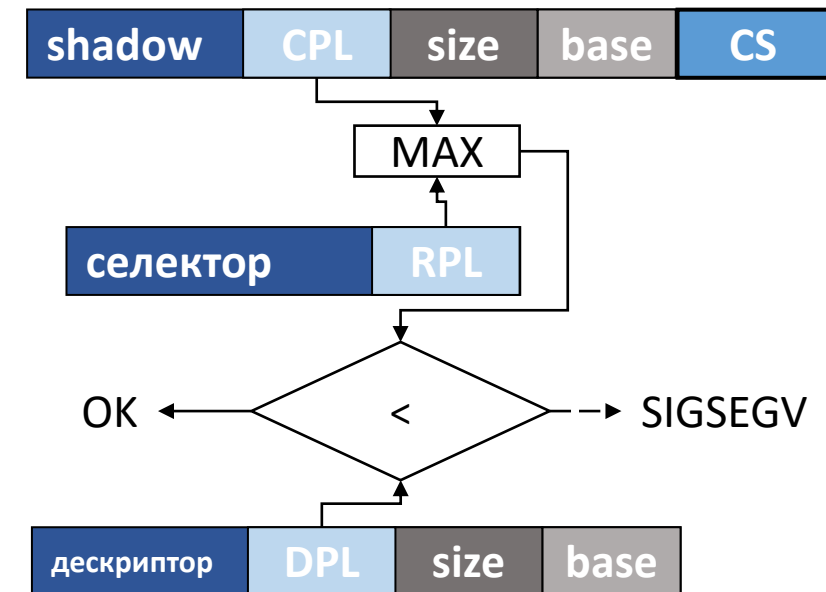 shadow CPL size base CS
MAX
селектор RPL
OK < SIGSEGV
дескриптор DPL size base